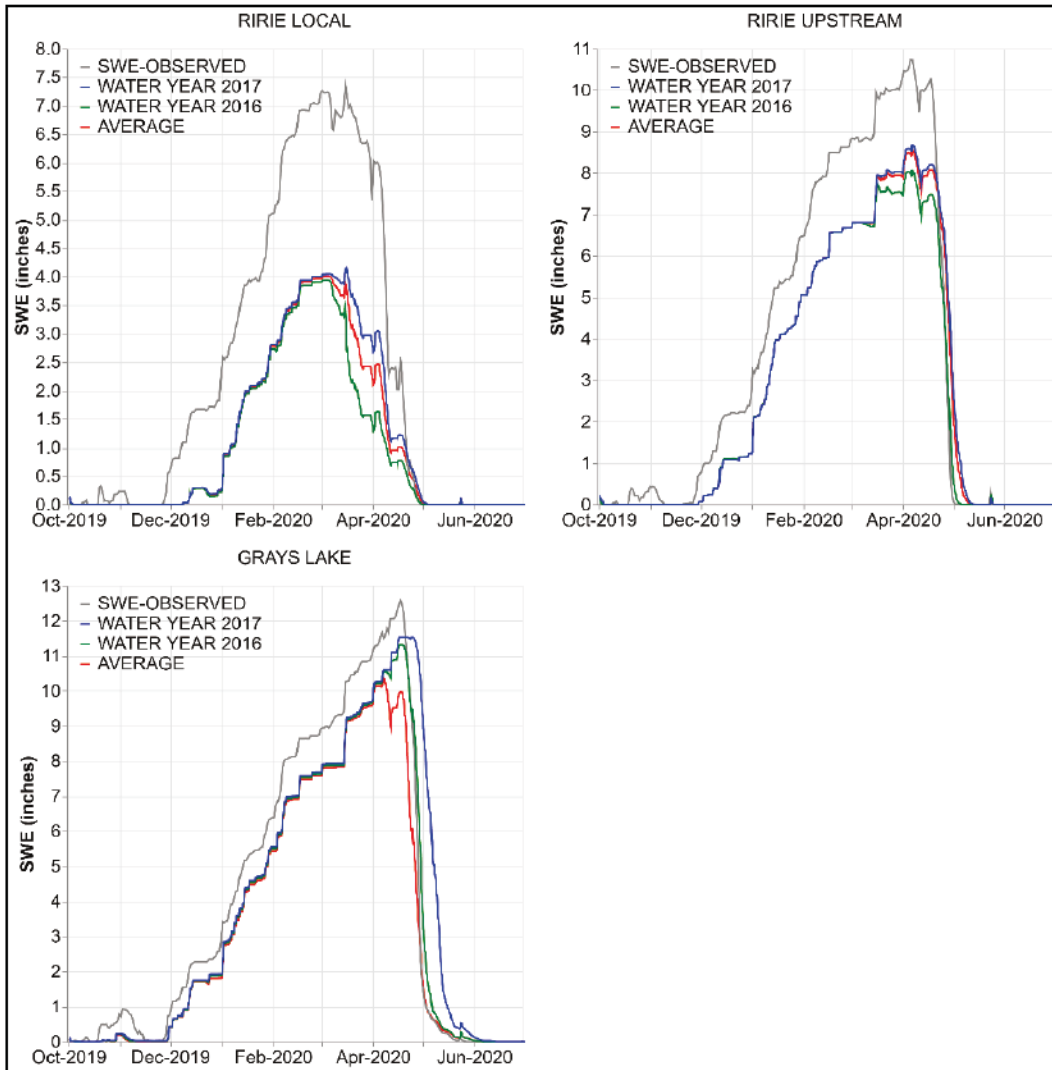 RIRIE LOCAL
8.0
7.5
7.0
6.5
6.0
5.5
5.0
4.5
4.0
3.5
3.0
2.5
2.0
1.5
1.0
0.5
0.0
SWE (inches)
SWE-OBSERVED
WATER YEAR 2017
WATER YEAR 2016
AVERAGE
Oct-2019 Dec-2019 Feb-2020 Apr-2020 Jun-2020
RIRIE UPSTREAM
11
10
9
8
7
6
5
4
3
2
1
0
SWE (inches)
SWE-OBSERVED
WATER YEAR 2017
WATER YEAR 2016
AVERAGE
Oct-2019 Dec-2019 Feb-2020 Apr-2020 Jun-2020
GRAYS LAKE
13
12
11
10
9
8
7
6
5
4
3
2
1
0
SWE (inches)
SWE-OBSERVED
WATER YEAR 2017
WATER YEAR 2016
AVERAGE
Oct-2019 Dec-2019 Feb-2020 Apr-2020 Jun-2020